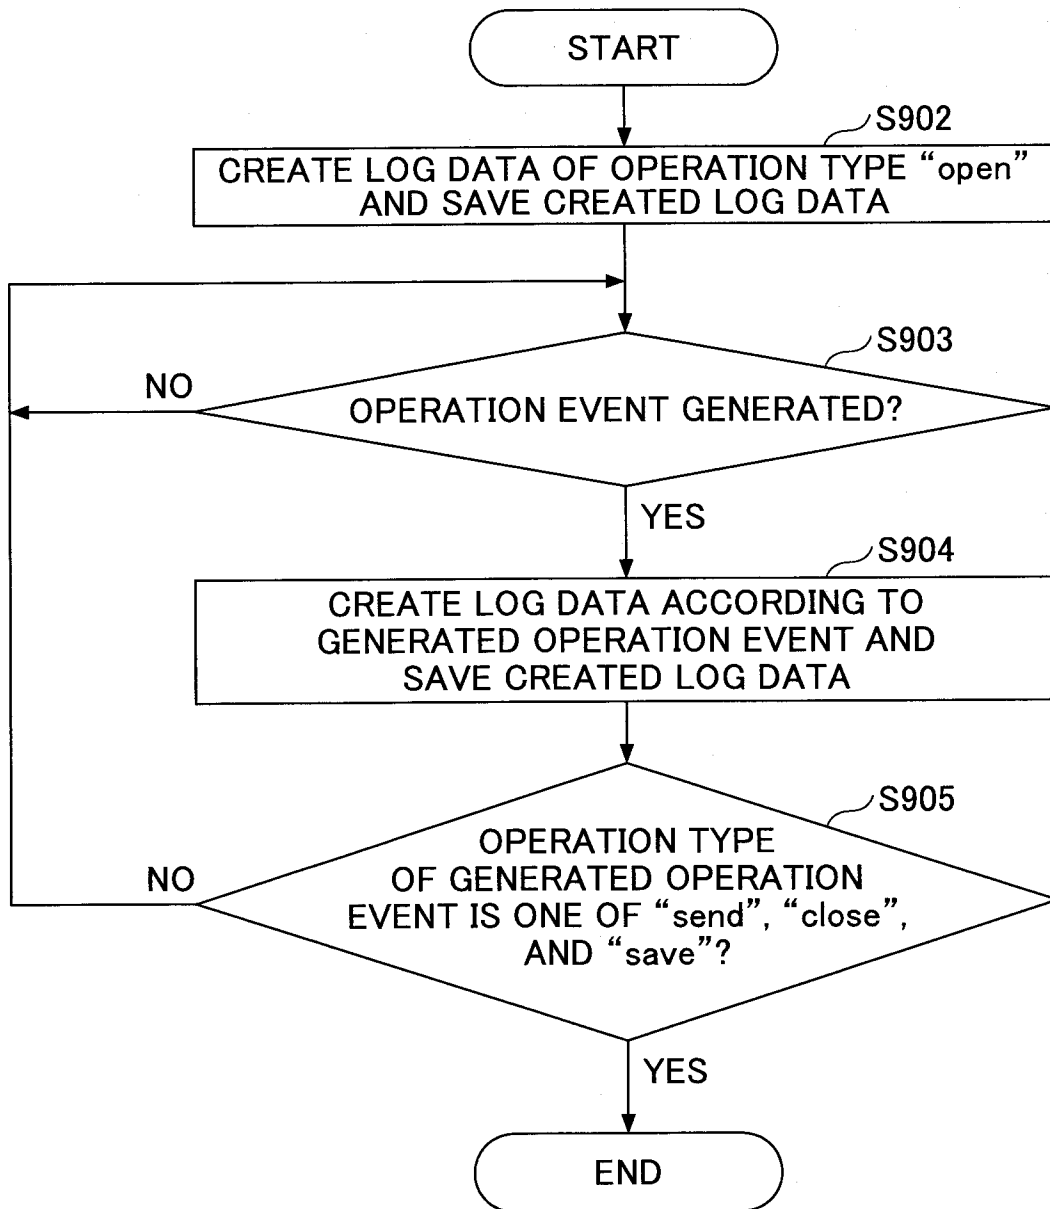 START
S902
CREATE LOG DATA OF OPERATION TYPE “open”
AND SAVE CREATED LOG DATA
S903
NO
OPERATION EVENT GENERATED?
YES
S904
CREATE LOG DATA ACCORDING TO
GENERATED OPERATION EVENT AND
SAVE CREATED LOG DATA
S905
OPERATION TYPE
NO
OF GENERATED OPERATION
EVENT IS ONE OF “send”, “close”,
AND “save”?
YES
END